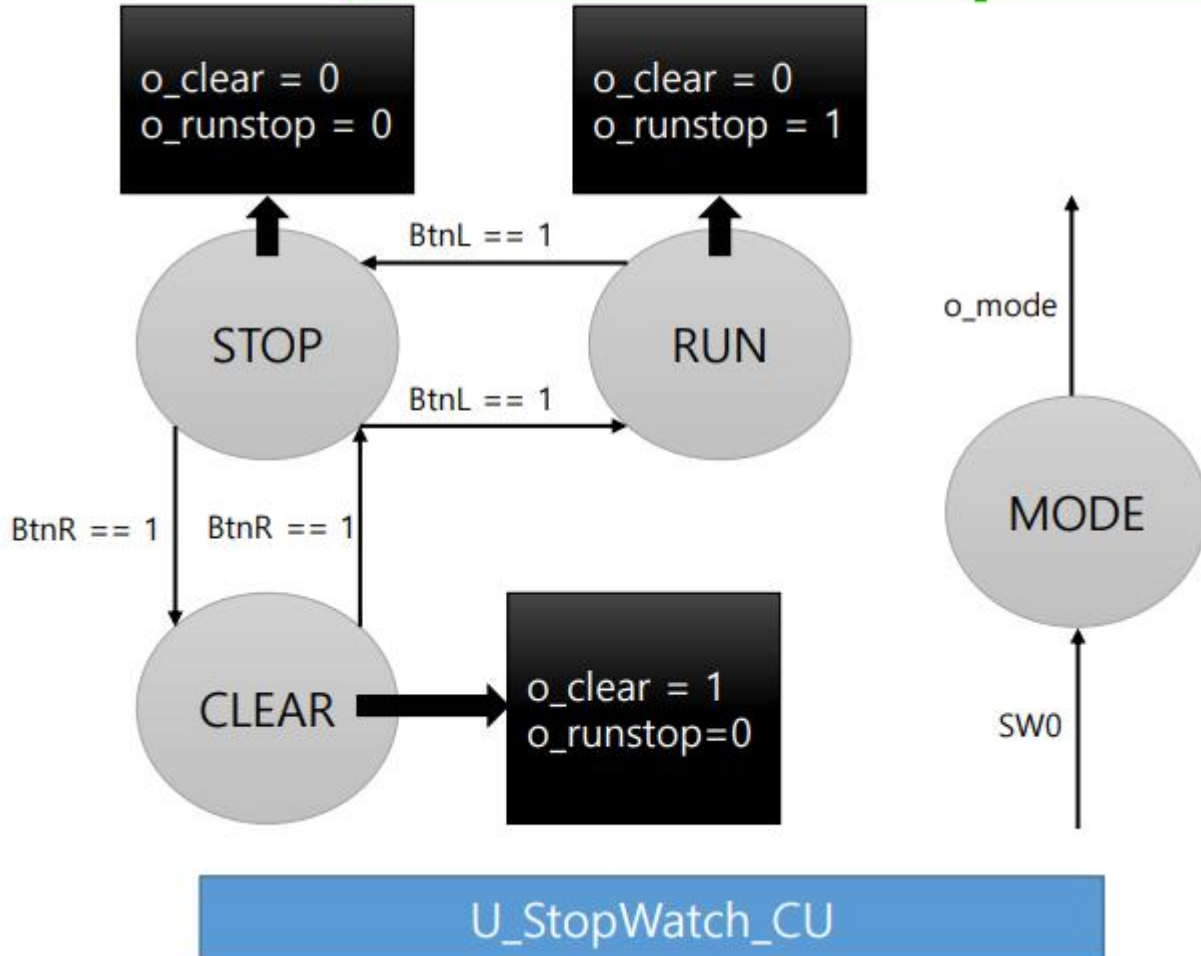 o_clear = 0
o_runstop = 0
o_clear = 0
o_runstop = 1
BtnL == 1
STOP
RUN
o_mode
BtnL == 1
MODE
BtnR == 1
BtnR == 1
CLEAR
o_clear = 1
o_runstop=0
SW0
U_StopWatch_CU